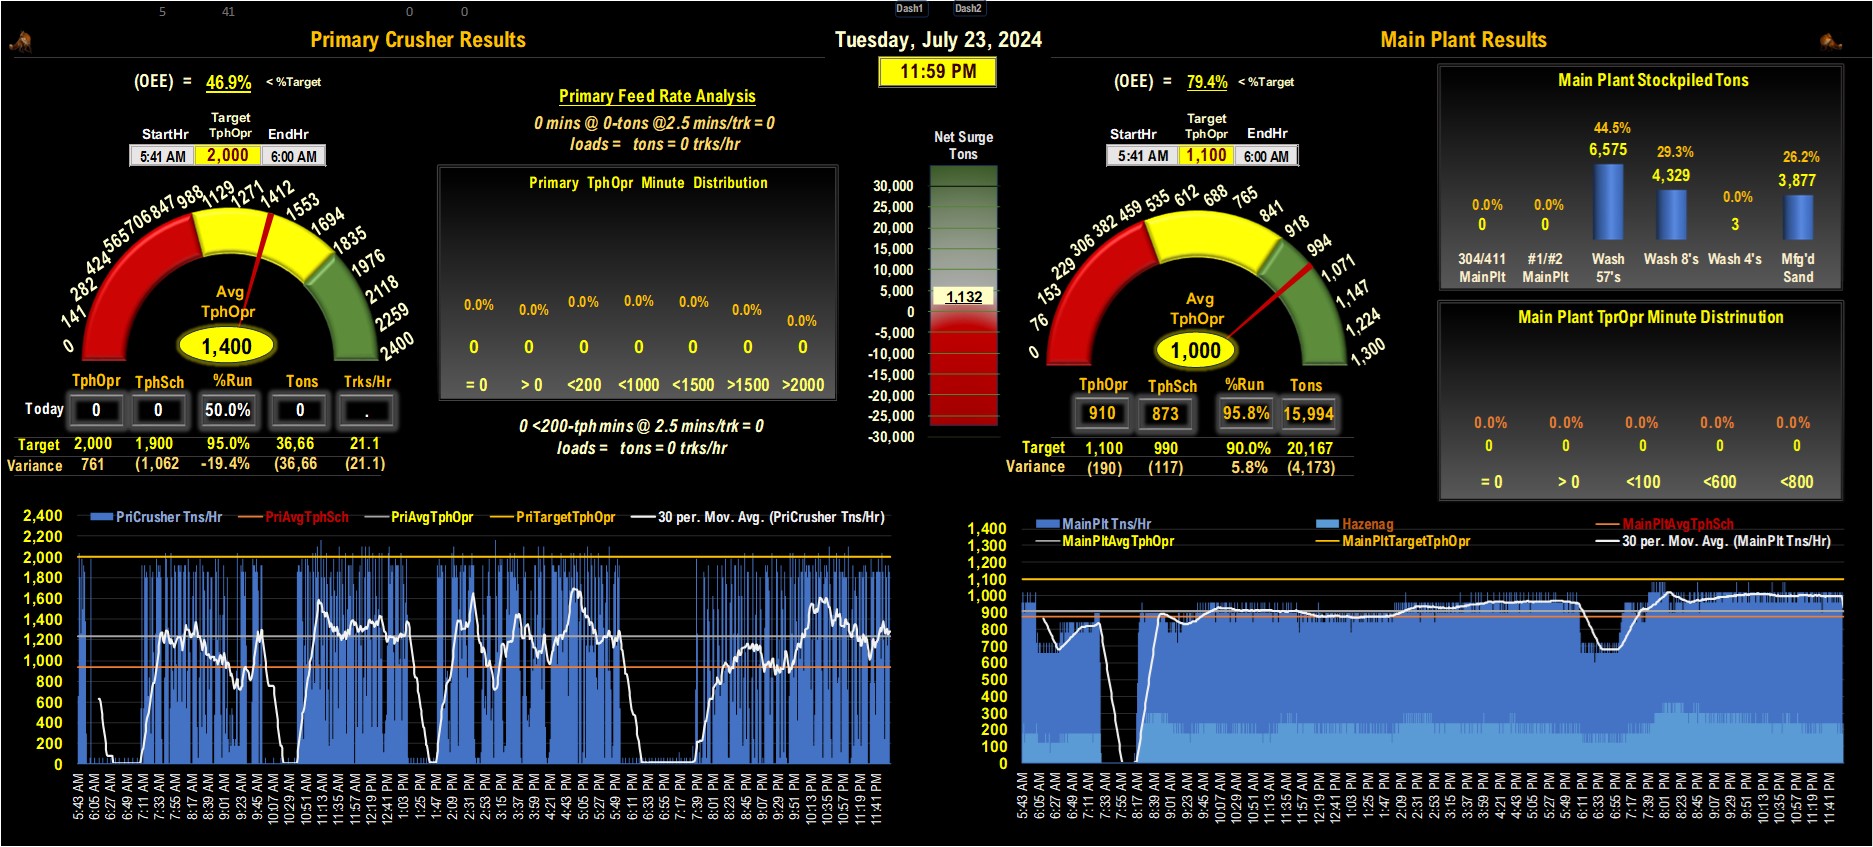 5 41 0 0 Dash1 Dash2
Primary Crusher Results
Tuesday, July 23, 2024
Main Plant Results
11:59 PM
(OEE) = 46.9% < %Target
StartHr Target TphOpr EndHr
5:41 AM 2,000 6:00 AM
0 141 282 424 565 706 847 988 1129 1271 1412 1553 1694 1835 1976 2118 2259 2400
Avg
TphOpr
1,400
TphOpr TphSch %Run Tons Trks/Hr
Today 0 0 50.0% 0 .
Target 2,000 1,900 95.0% 36,66 21.1
Variance 761 (1,062 -19.4% (36,66 (21.1)
Primary Feed Rate Analysis
0 mins @ 0-tons @2.5 mins/trk = 0
loads = tons = 0 trks/hr
Primary TphOpr Minute Distribution
0.0% 0.0% 0.0% 0.0% 0.0% 0.0% 0.0%
0 0 0 0 0 0 0
= 0 > 0 <200 <1000 <1500 >1500 >2000
0 <200-tph mins @ 2.5 mins/trk = 0
loads = tons = 0 trks/hr
Net Surge
Tons
30,000
25,000
20,000
15,000
10,000
5,000
1,132
0
-5,000
-10,000
-15,000
-20,000
-25,000
-30,000
(OEE) = 79.4% < %Target
StartHr Target TphOpr EndHr
5:41 AM 1,100 6:00 AM
0 76 153 229 306 382 459 535 612 688 765 841 918 994 1,071 1,147 1,224 1,300
Avg
TphOpr
1,000
TphOpr TphSch %Run Tons
910 873 95.8% 15,994
Target 1,100 990 90.0% 20,167
Variance (190) (117) 5.8% (4,173)
Main Plant Stockpiled Tons
0.0% 0.0% 44.5% 29.3% 0.0% 26.2%
0 0 6,575 4,329 3 3,877
304/411 MainPlt #1/#2 MainPlt Wash 57's Wash 8's Wash 4's Mfg'd Sand
Main Plant TprOpr Minute Distrinution
0.0% 0.0% 0.0% 0.0% 0.0%
0 0 0 0 0
= 0 > 0 <100 <600 <800
PriCrusher Tns/Hr PriAvgTphSch PriAvgTphOpr PriTargetTphOpr 30 per. Mov. Avg. (PriCrusher Tns/Hr)
2,400
2,200
2,000
1,800
1,600
1,400
1,200
1,000
800
600
400
200
0
5:43 AM 6:05 AM 6:27 AM 6:49 AM 7:11 AM 7:33 AM 7:55 AM 8:17 AM 8:39 AM 9:01 AM 9:23 AM 9:45 AM 10:07 AM 10:29 AM 10:51 AM 11:13 AM 11:35 AM 11:57 AM 12:19 PM 12:41 PM 1:03 PM 1:25 PM 1:47 PM 2:09 PM 2:31 PM 2:53 PM 3:15 PM 3:37 PM 3:59 PM 4:21 PM 4:43 PM 5:05 PM 5:27 PM 5:49 PM 6:11 PM 6:33 PM 6:55 PM 7:17 PM 7:39 PM 8:01 PM 8:23 PM 8:45 PM 9:07 PM 9:29 PM 9:51 PM 10:13 PM 10:35 PM 10:57 PM 11:19 PM 11:41 PM
MainPlt Tns/Hr Hazenag MainPltAvgTphSch
MainPltAvgTphOpr MainPltTargetTphOpr 30 per. Mov. Avg. (MainPlt Tns/Hr)
1,400
1,300
1,200
1,100
1,000
900
800
700
600
500
400
300
200
100
0
5:43 AM 6:05 AM 6:27 AM 6:49 AM 7:11 AM 7:33 AM 7:55 AM 8:17 AM 8:39 AM 9:01 AM 9:23 AM 9:45 AM 10:07 AM 10:29 AM 10:51 AM 11:13 AM 11:35 AM 11:57 AM 12:19 PM 12:41 PM 1:03 PM 1:25 PM 1:47 PM 2:09 PM 2:31 PM 2:53 PM 3:15 PM 3:37 PM 3:59 PM 4:21 PM 4:43 PM 5:05 PM 5:27 PM 5:49 PM 6:11 PM 6:33 PM 6:55 PM 7:17 PM 7:39 PM 8:01 PM 8:23 PM 8:45 PM 9:07 PM 9:29 PM 9:51 PM 10:13 PM 10:35 PM 10:57 PM 11:19 PM 11:41 PM